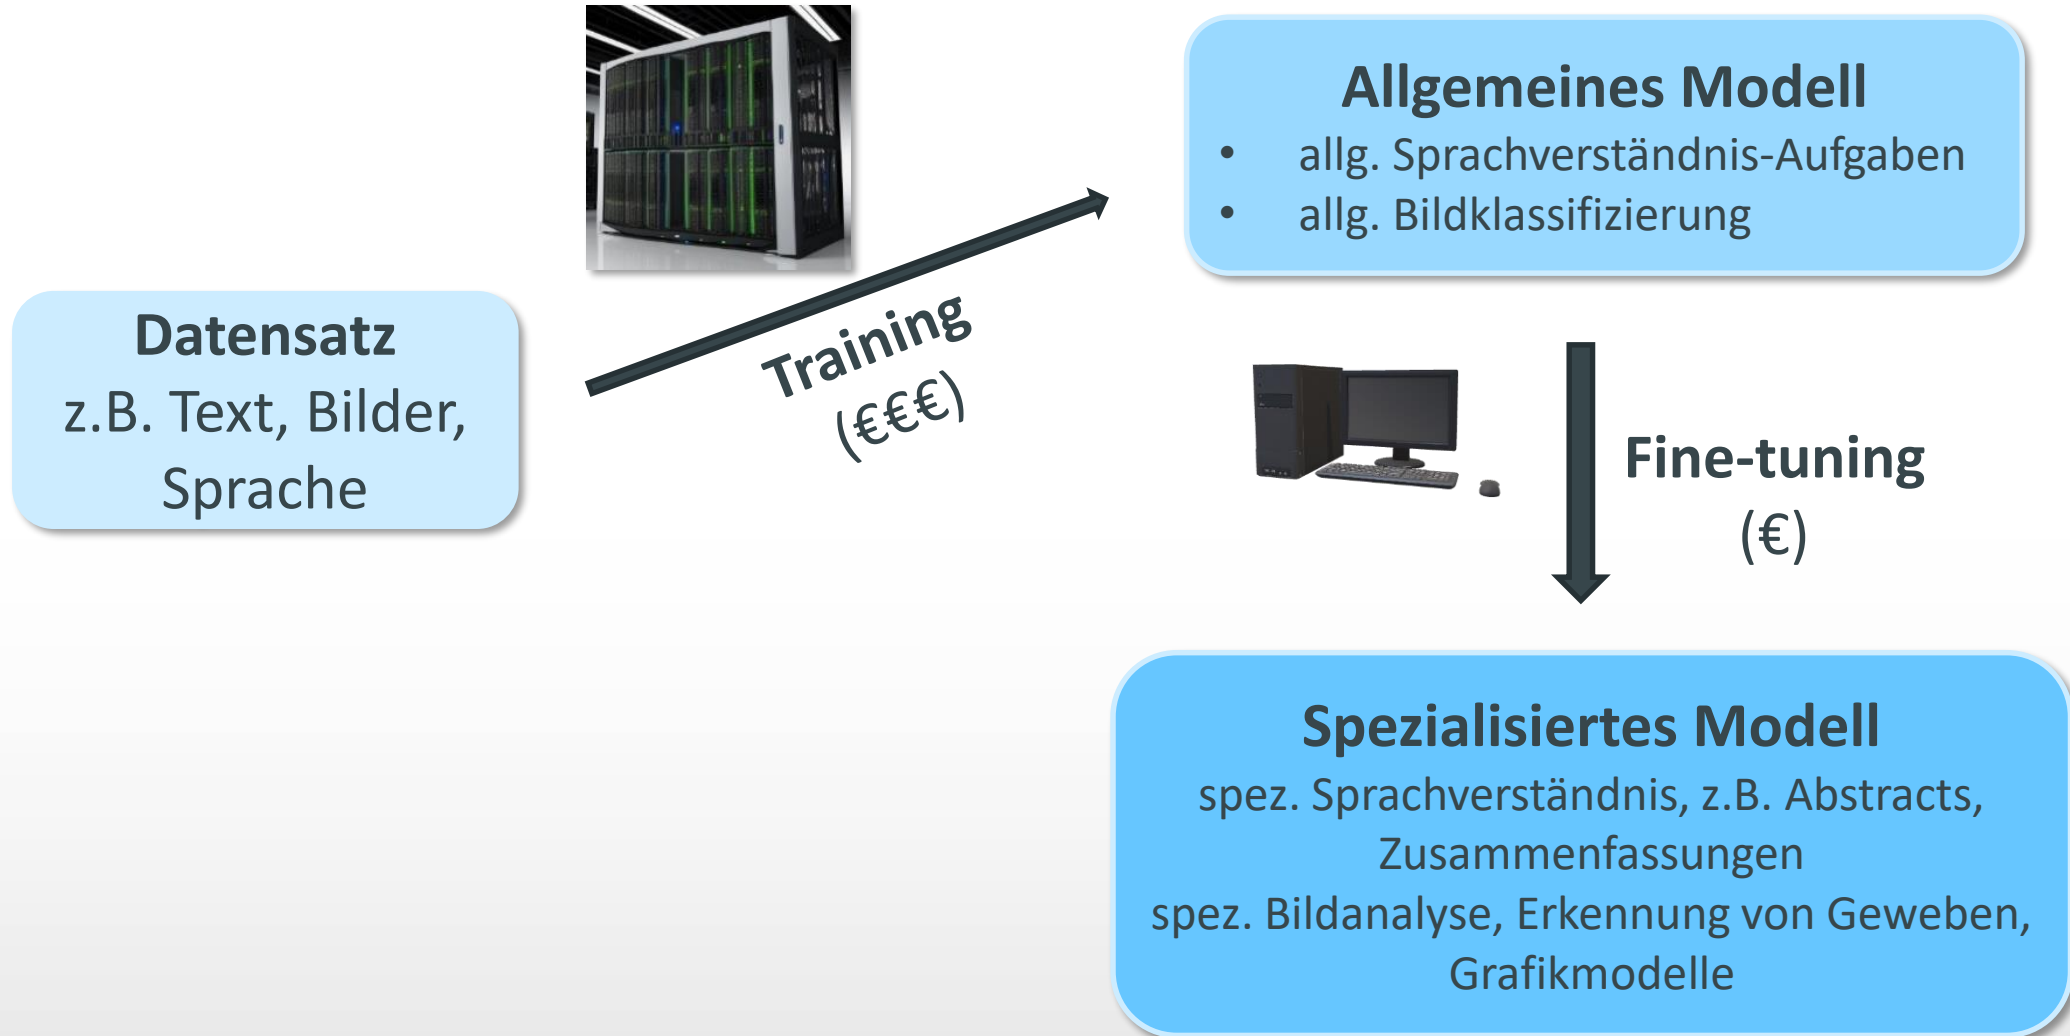 Datensatz
z.B. Text, Bilder,
Sprache
Training
(€€€)
Allgemeines Modell
• allg. Sprachverständnis-Aufgaben
• allg. Bildklassifizierung
Fine-tuning
(€)
Spezialisiertes Modell
spez. Sprachverständnis, z.B. Abstracts,
Zusammenfassungen
spez. Bildanalyse, Erkennung von Geweben,
Grafikmodelle